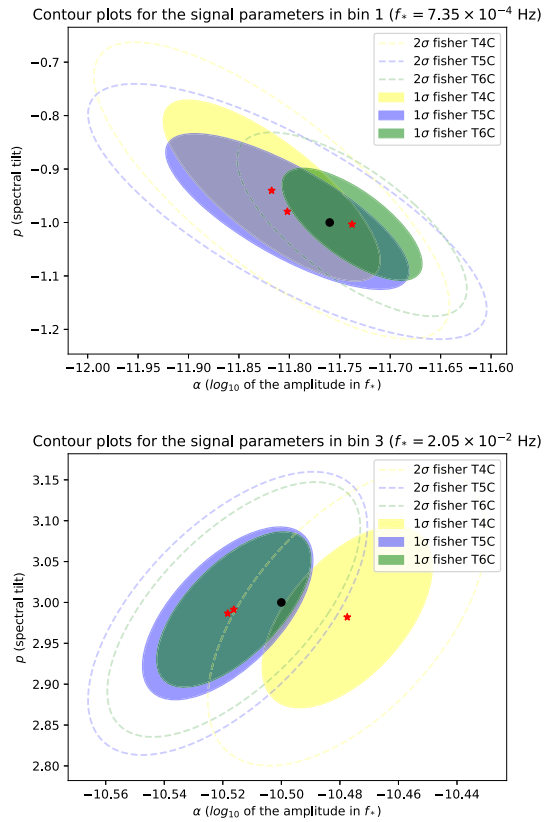 Contour plots for the signal parameters in bin 1 (f* = 7.35 × 10⁻⁴ Hz)
2σ fisher T4C
2σ fisher T5C
2σ fisher T6C
1σ fisher T4C
1σ fisher T5C
1σ fisher T6C
−0.7
−0.8
−0.9
−1.0
−1.1
−1.2
p (spectral tilt)
−12.00 −11.95 −11.90 −11.85 −11.80 −11.75 −11.70 −11.65 −11.60
α (log₁₀ of the amplitude in f*)
Contour plots for the signal parameters in bin 3 (f* = 2.05 × 10⁻² Hz)
2σ fisher T4C
2σ fisher T5C
2σ fisher T6C
1σ fisher T4C
1σ fisher T5C
1σ fisher T6C
3.15
3.10
3.05
3.00
2.95
2.90
2.85
2.80
p (spectral tilt)
−10.56 −10.54 −10.52 −10.50 −10.48 −10.46 −10.44
α (log₁₀ of the amplitude in f*)